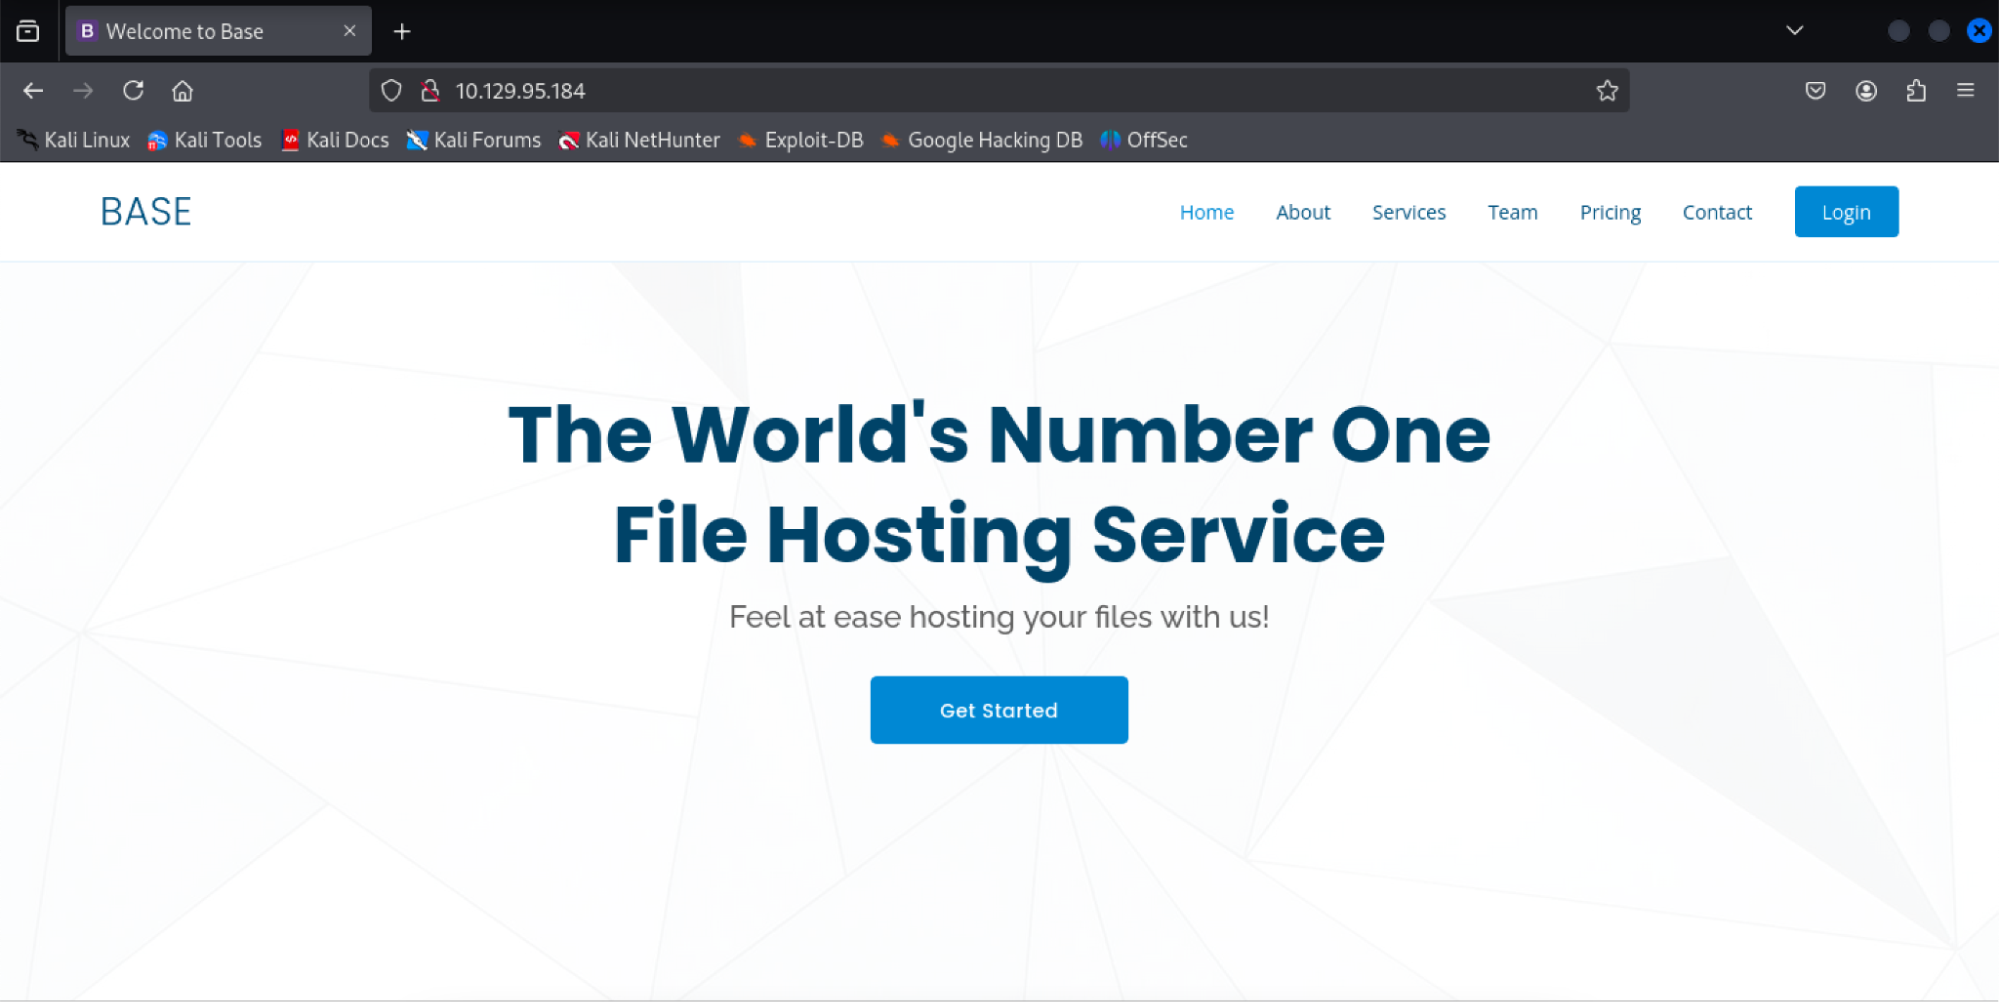 B Welcome to Base
10.129.95.184
Kali Linux Kali Tools Kali Docs Kali Forums Kali NetHunter Exploit-DB Google Hacking DB OffSec
BASE Home About Services Team Pricing Contact Login
The World's Number One
File Hosting Service
Feel at ease hosting your files with us!
Get Started